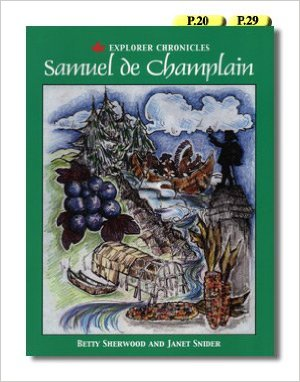 P.20 P.29
EXPLORER CHRONICLES
Samuel de Champlain
BETTY SHERWOOD AND JANET SNIDER